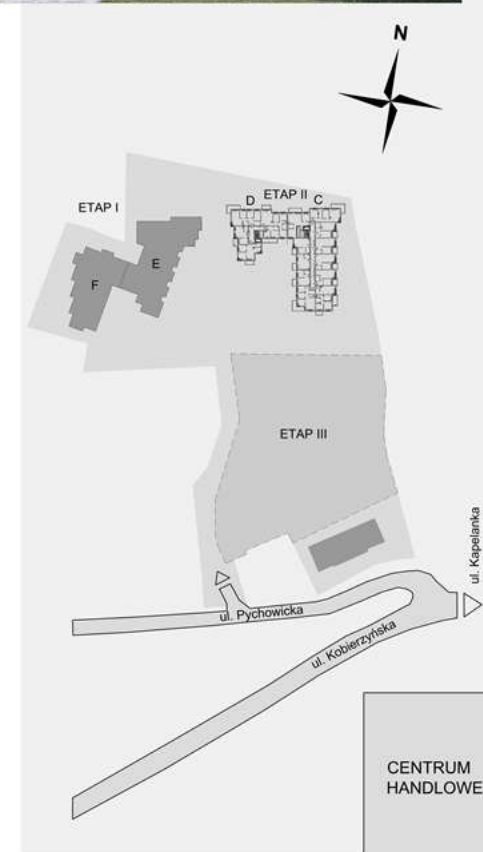 N
ETAP I
D
ETAP II
C
E
F
ETAP III
ul. Kapelanka
ul. Pychowicka
ul. Kobierzyńska
CENTRUM
HANDLOWE